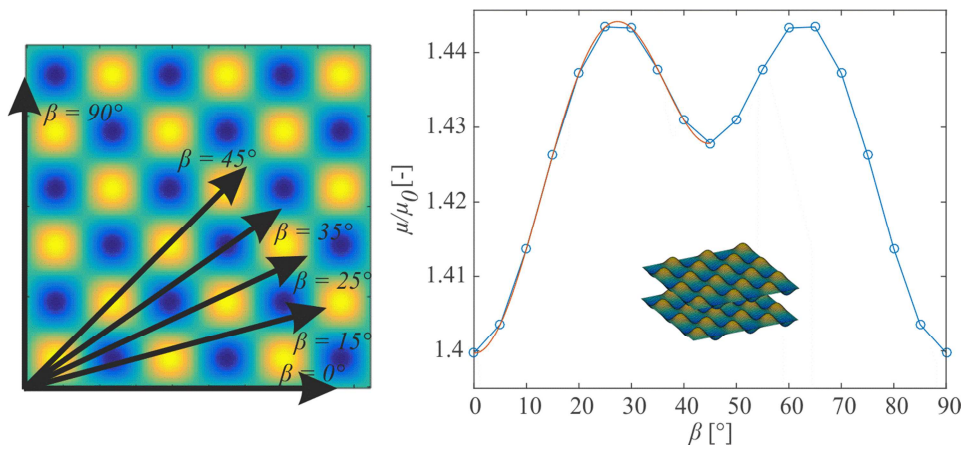 β = 90°
β = 45°
β = 35°
β = 25°
β = 15°
β = 0°
μ/μ0 [-]
1.44
1.43
1.42
1.41
1.4
0 10 20 30 40 50 60 70 80 90
β [°]